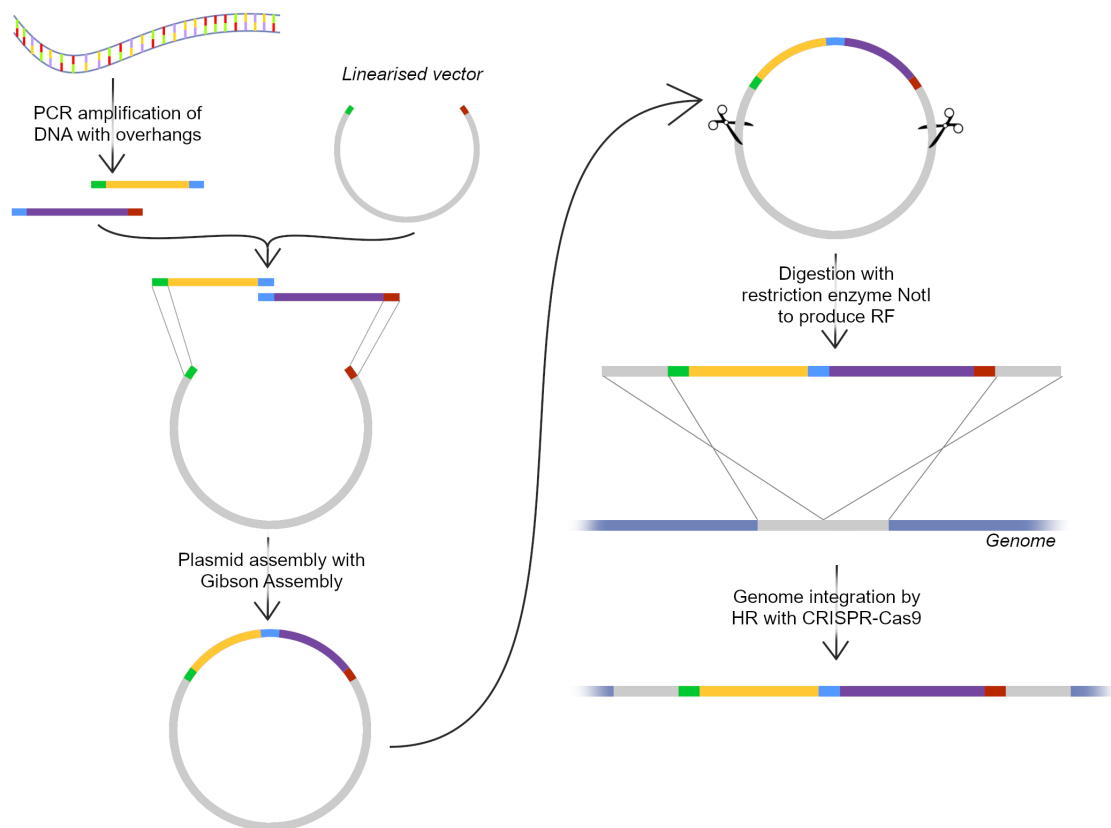 PCR amplification of
DNA with overhangs
Linearised vector
Plasmid assembly with
Gibson Assembly
Digestion with
restriction enzyme NotI
to produce RF
Genome
Genome integration by
HR with CRISPR-Cas9